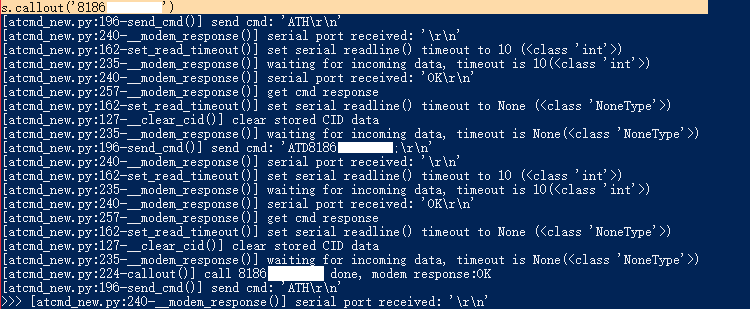 s.callout('8186        ')
[atcmd_new.py:196-send_cmd()] send cmd: 'ATH\r\n'
[atcmd_new.py:240-__modem_response()] serial port received: '\r\n'
[atcmd_new.py:162-set_read_timeout()] set serial readline() timeout to 10 (<class 'int'>)
[atcmd_new.py:235-__modem_response()] waiting for incoming data, timeout is 10(<class 'int'>)
[atcmd_new.py:240-__modem_response()] serial port received: 'OK\r\n'
[atcmd_new.py:257-__modem_response()] get cmd response
[atcmd_new.py:162-set_read_timeout()] set serial readline() timeout to None (<class 'NoneType'>)
[atcmd_new.py:127-__clear_cid()] clear stored CID data
[atcmd_new.py:235-__modem_response()] waiting for incoming data, timeout is None(<class 'NoneType'>)
[atcmd_new.py:196-send_cmd()] send cmd: 'ATD8186        ;\r\n'
[atcmd_new.py:240-__modem_response()] serial port received: '\r\n'
[atcmd_new.py:162-set_read_timeout()] set serial readline() timeout to 10 (<class 'int'>)
[atcmd_new.py:235-__modem_response()] waiting for incoming data, timeout is 10(<class 'int'>)
[atcmd_new.py:240-__modem_response()] serial port received: 'OK\r\n'
[atcmd_new.py:257-__modem_response()] get cmd response
[atcmd_new.py:162-set_read_timeout()] set serial readline() timeout to None (<class 'NoneType'>)
[atcmd_new.py:127-__clear_cid()] clear stored CID data
[atcmd_new.py:235-__modem_response()] waiting for incoming data, timeout is None(<class 'NoneType'>)
[atcmd_new.py:224-callout()] call 8186         done, modem response:OK
[atcmd_new.py:196-send_cmd()] send cmd: 'ATH\r\n'
>>> [atcmd_new.py:240-__modem_response()] serial port received: '\r\n'